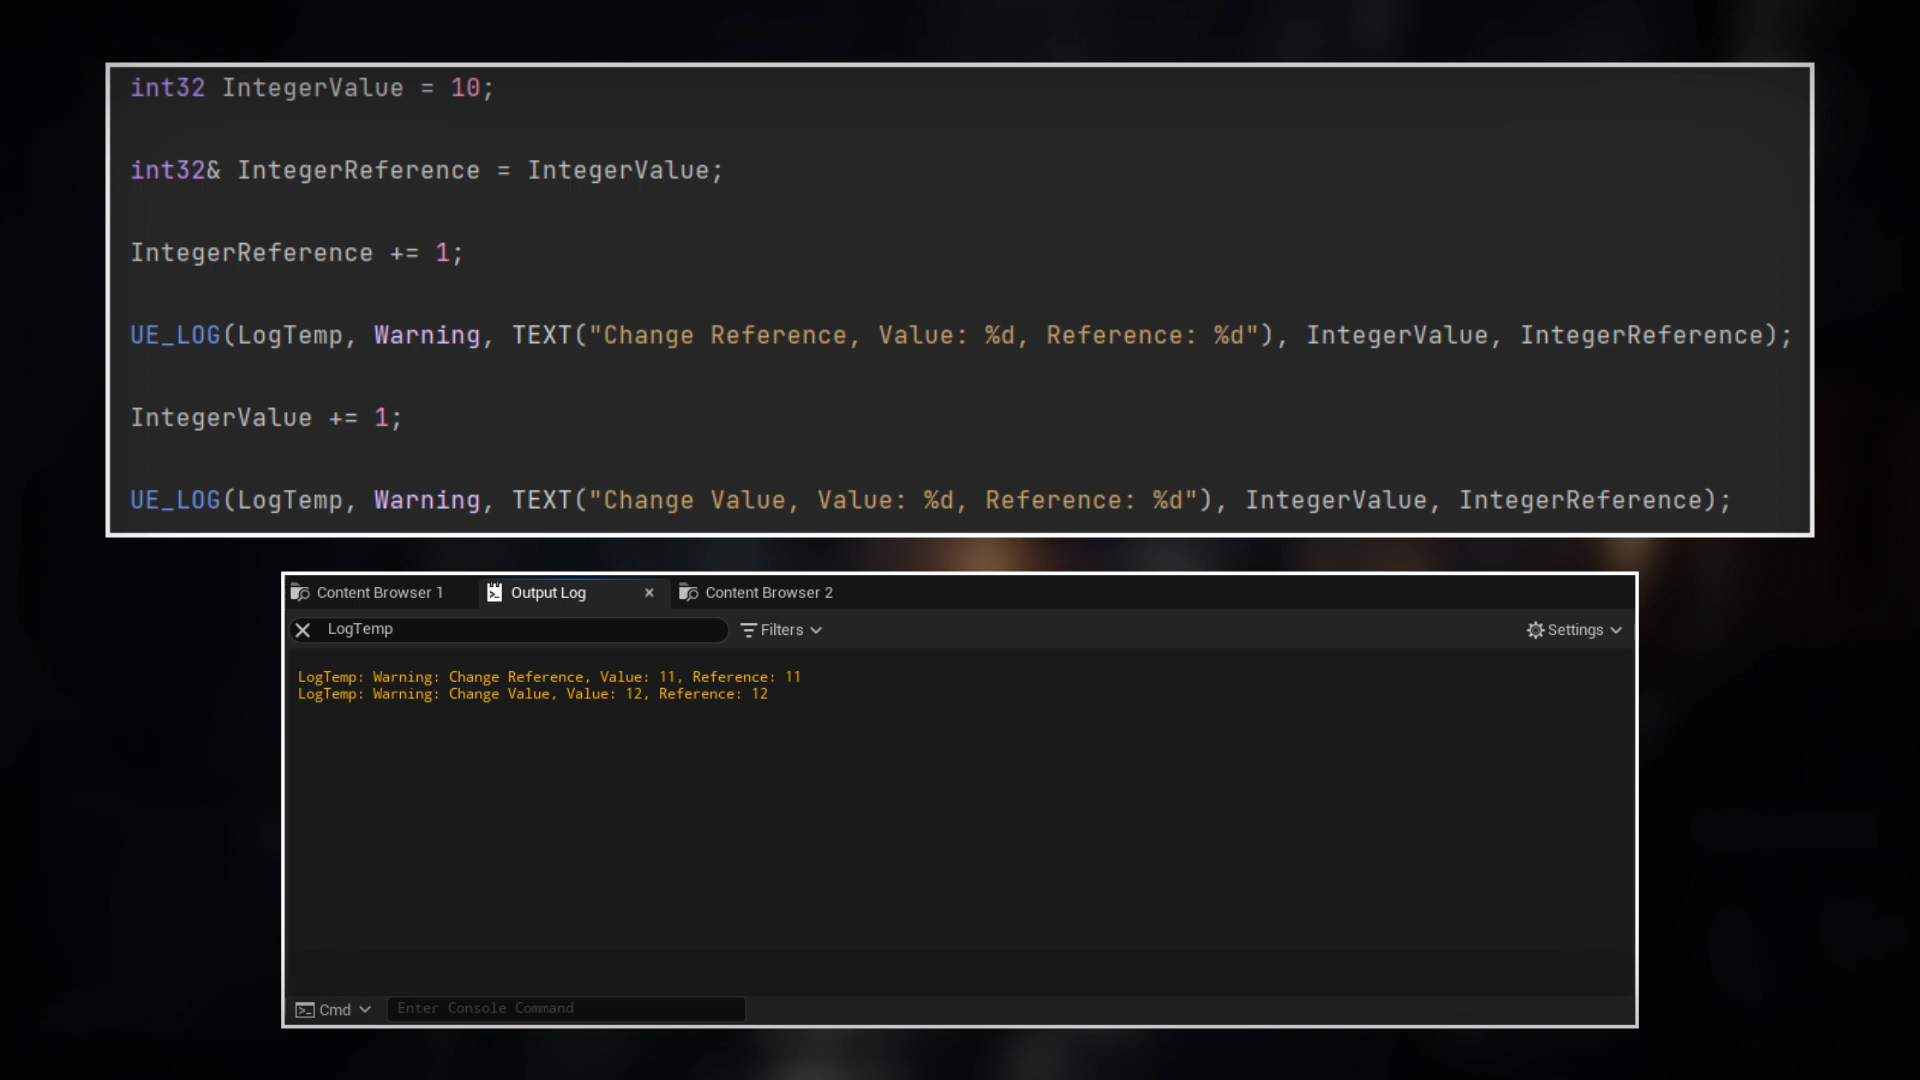 int32 IntegerValue = 10;
int32& IntegerReference = IntegerValue;
IntegerReference += 1;
UE_LOG(LogTemp, Warning, TEXT("Change Reference, Value: %d, Reference: %d"), IntegerValue, IntegerReference);
IntegerValue += 1;
UE_LOG(LogTemp, Warning, TEXT("Change Value, Value: %d, Reference: %d"), IntegerValue, IntegerReference);
Content Browser 1 Output Log Content Browser 2
LogTemp Filters Settings
LogTemp: Warning: Change Reference, Value: 11, Reference: 11
LogTemp: Warning: Change Value, Value: 12, Reference: 12
Cmd Enter Console Command